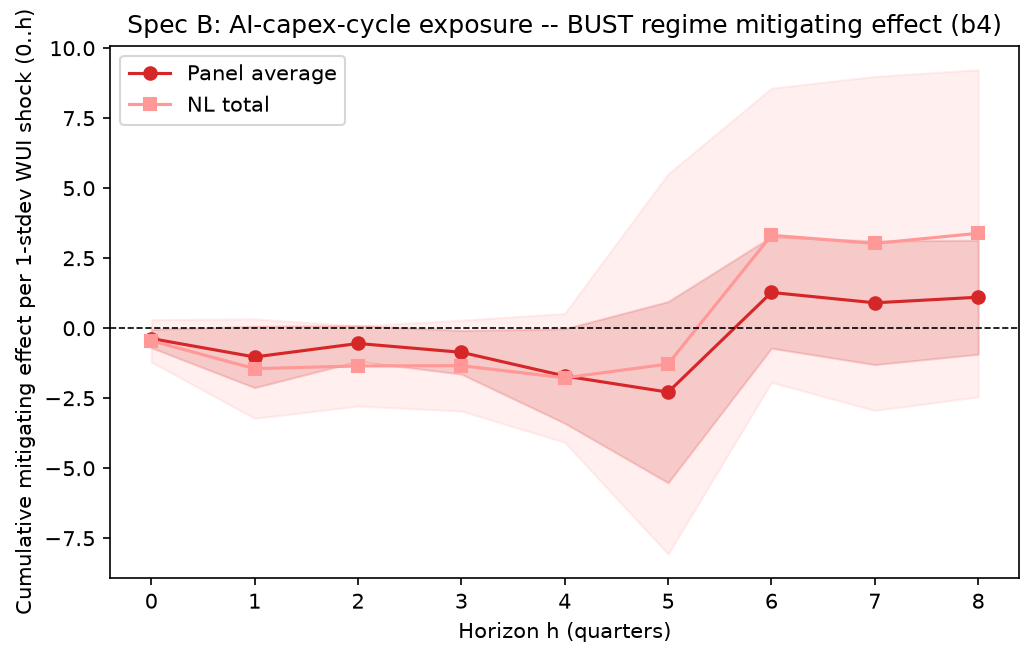 Spec B: AI-capex-cycle exposure -- BUST regime mitigating effect (b4)
Cumulative mitigating effect per 1-stdev WUI shock (0..h)
10.0
7.5
5.0
2.5
0.0
−2.5
−5.0
−7.5
Panel average
NL total
0 1 2 3 4 5 6 7 8
Horizon h (quarters)